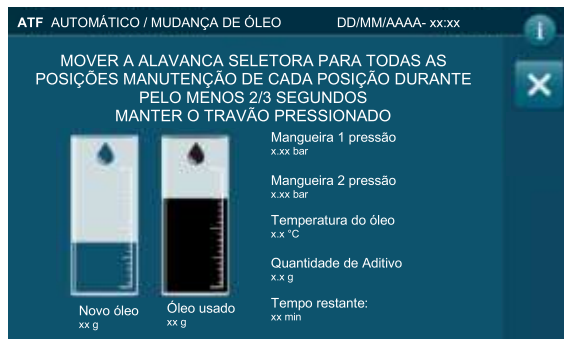 ATF AUTOMÁTICO / MUDANÇA DE ÓLEO DD/MM/AAAA- xx:xx
i
MOVER A ALAVANCA SELETORA PARA TODAS AS
POSIÇÕES MANUTENÇÃO DE CADA POSIÇÃO DURANTE
PELO MENOS 2/3 SEGUNDOS
MANTER O TRAVÃO PRESSIONADO
Mangueira 1 pressão
x.xx bar
Mangueira 2 pressão
x.xx bar
Temperatura do óleo
x.x °C
Quantidade de Aditivo
x.x g
Tempo restante:
xx min
Novo óleo
xx g
Óleo usado
xx g